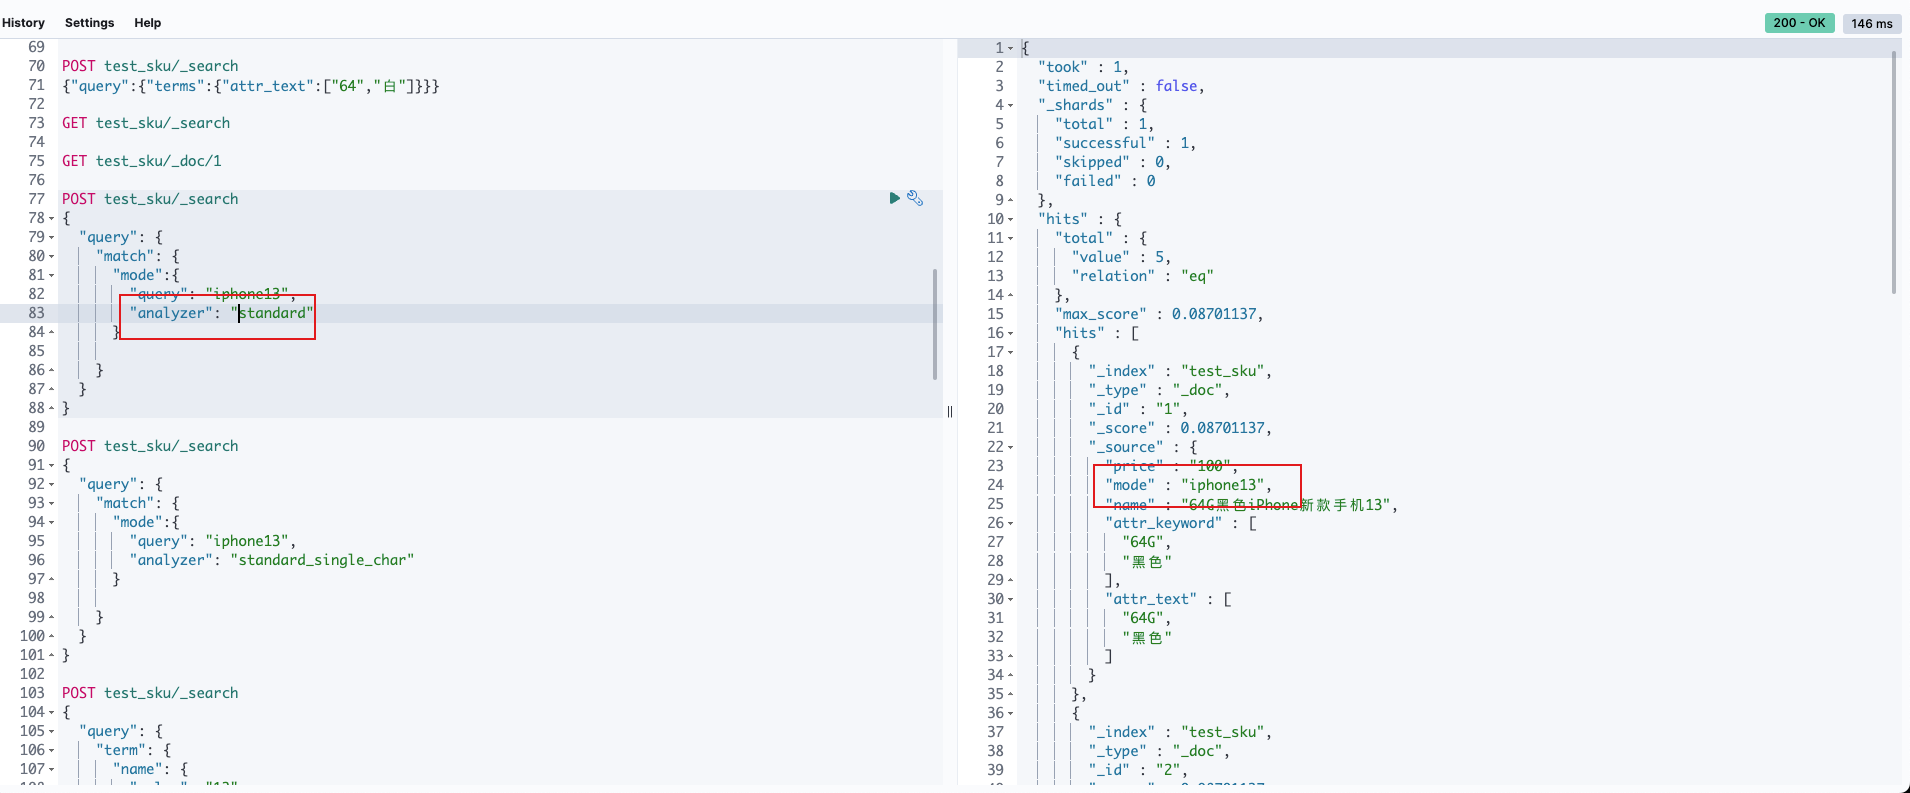 History Settings Help
200 - OK 146 ms
69
70 POST test_sku/_search
71 {"query":{"terms":{"attr_text":["64","白"]}}}
72
73 GET test_sku/_search
74
75 GET test_sku/_doc/1
76
77 POST test_sku/_search
78 {
79 "query": {
80 "match": {
81 "mode":{
82 "query": "iphone13",
83 "analyzer": "standard"
84 }
85
86 }
87 }
88 }
89
90 POST test_sku/_search
91 {
92 "query": {
93 "match": {
94 "mode":{
95 "query": "iphone13",
96 "analyzer": "standard_single_char"
97 }
98
99 }
100 }
101 }
102
103 POST test_sku/_search
104 {
105 "query": {
106 "term": {
107 "name": {
1 {
2 "took" : 1,
3 "timed_out" : false,
4 "_shards" : {
5 "total" : 1,
6 "successful" : 1,
7 "skipped" : 0,
8 "failed" : 0
9 },
10 "hits" : {
11 "total" : {
12 "value" : 5,
13 "relation" : "eq"
14 },
15 "max_score" : 0.08701137,
16 "hits" : [
17 {
18 "_index" : "test_sku",
19 "_type" : "_doc",
20 "_id" : "1",
21 "_score" : 0.08701137,
22 "_source" : {
23 "price" : "100",
24 "mode" : "iphone13",
25 "name" : "64G黑色iPhone新款手机13",
26 "attr_keyword" : [
27 "64G",
28 "黑色"
29 ],
30 "attr_text" : [
31 "64G",
32 "黑色"
33 ]
34 }
35 },
36 {
37 "_index" : "test_sku",
38 "_type" : "_doc",
39 "_id" : "2",